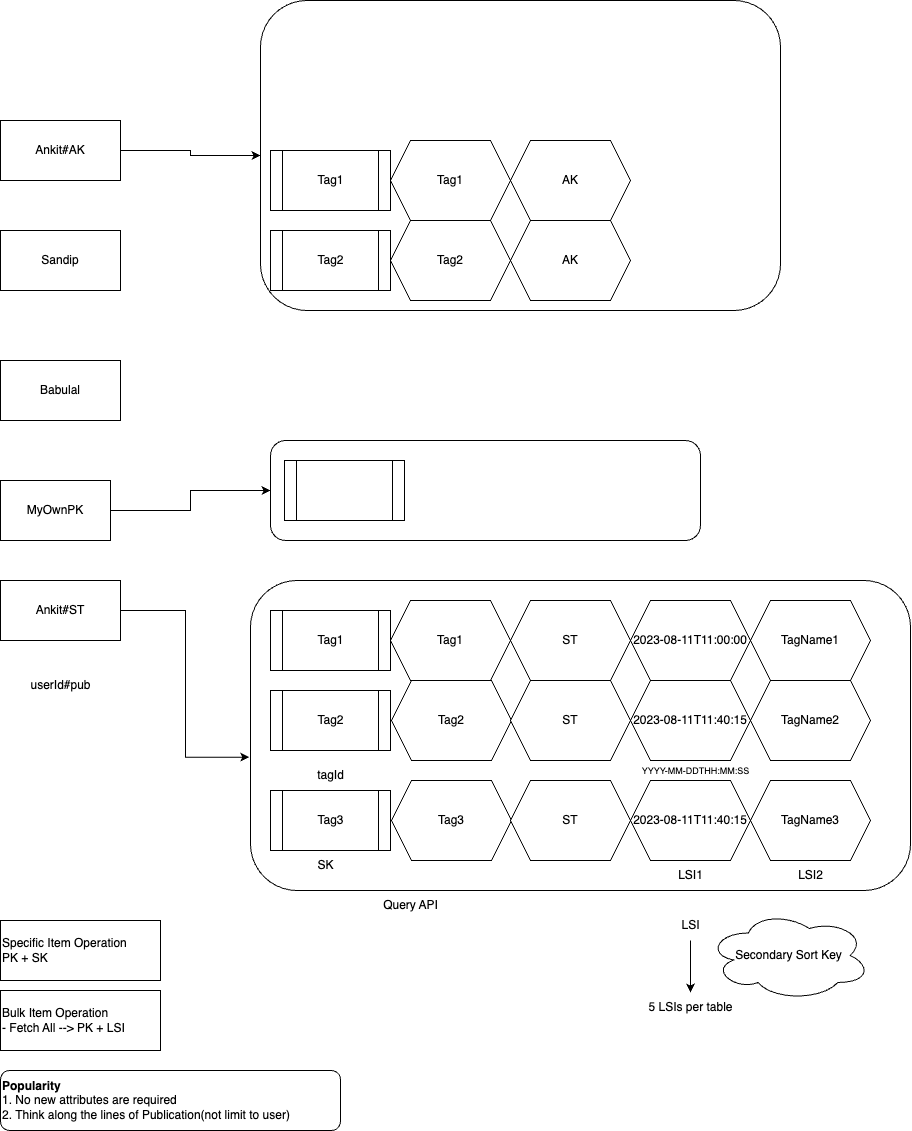 Ankit#AK
Tag1
Tag1
AK
Sandip
Tag2
Tag2
AK
Babulal
MyOwnPK
Ankit#ST
Tag1
Tag1
ST
2023-08-11T11:00:00
TagName1
userId#pub
Tag2
Tag2
ST
2023-08-11T11:40:15
TagName2
tagId
YYYY-MM-DDTHH:MM:SS
Tag3
Tag3
ST
2023-08-11T11:40:15
TagName3
SK
LSI1
LSI2
Query API
LSI
Secondary Sort Key
5 LSIs per table
Specific Item Operation
PK + SK
Bulk Item Operation
- Fetch All --> PK + LSI
Popularity
1. No new attributes are required
2. Think along the lines of Publication(not limit to user)